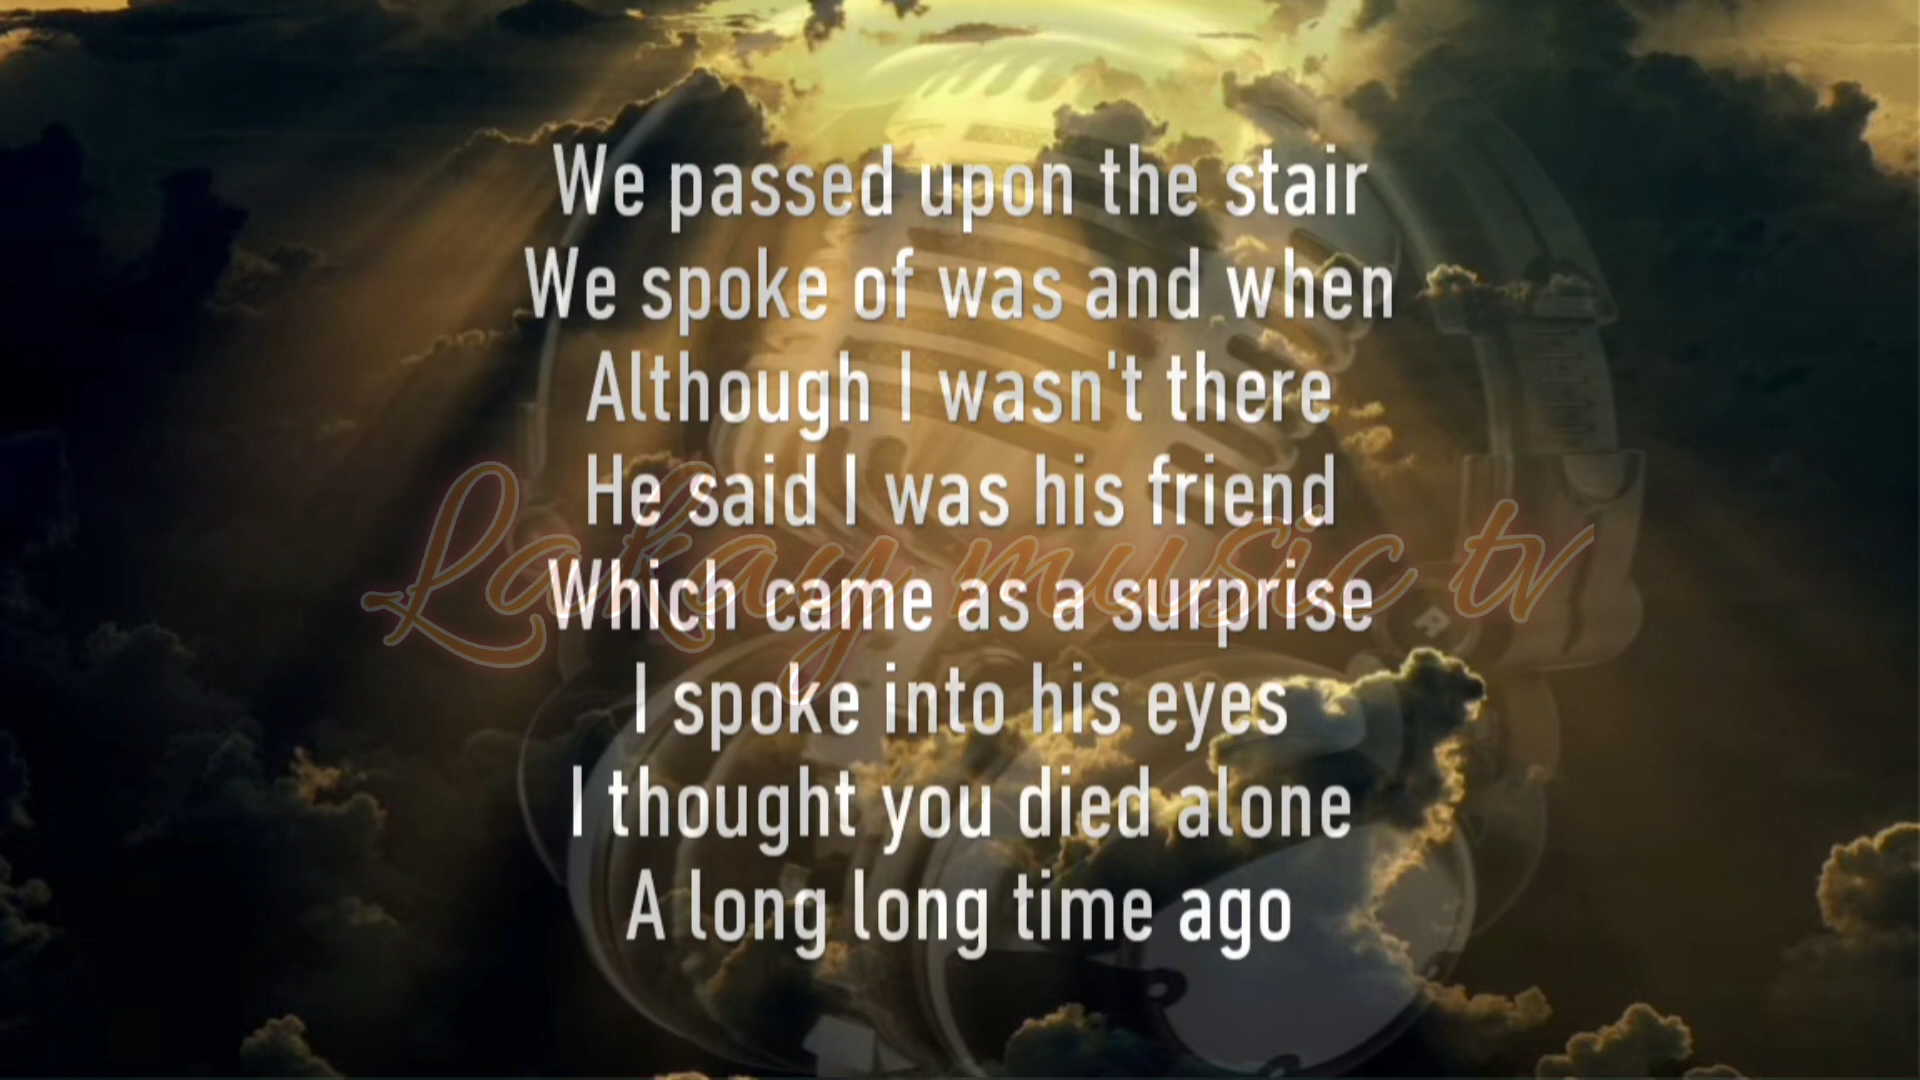 We passed upon the stair
We spoke of was and when
Although I wasn't there
He said I was his friend
Which came as a surprise
I spoke into his eyes
I thought you died alone
A long long time ago
Lakay music tv